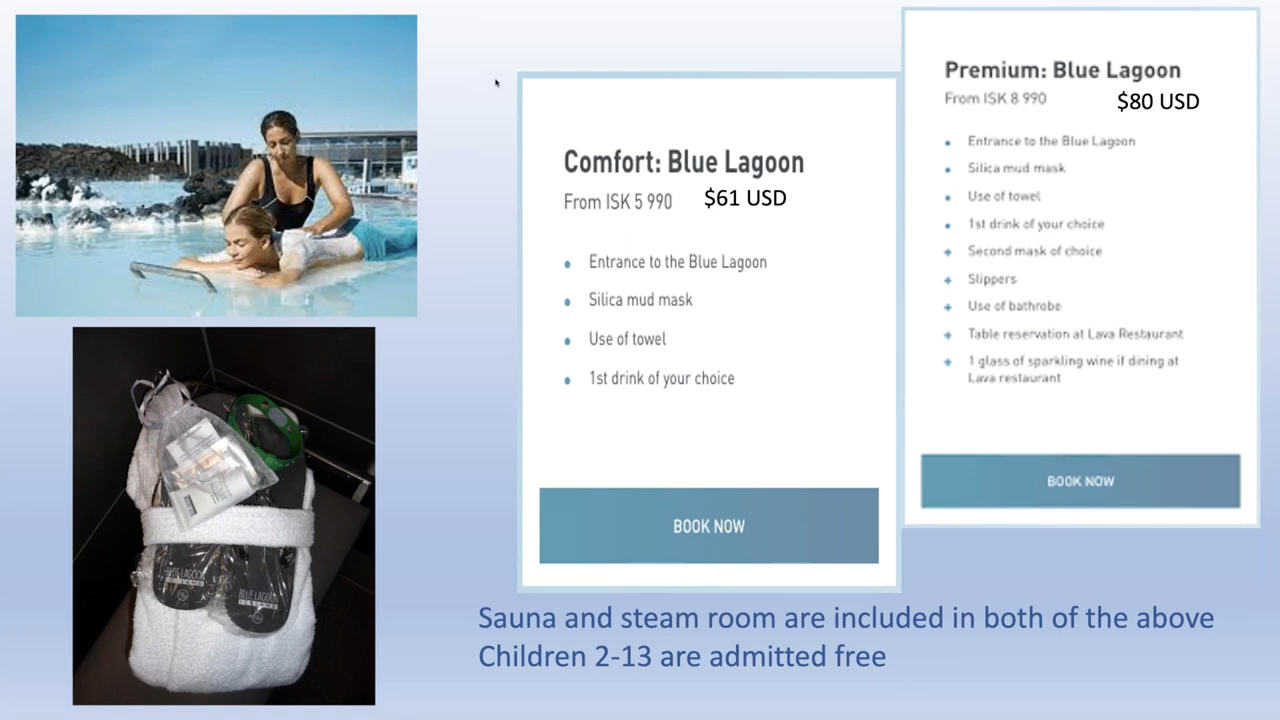 Comfort: Blue Lagoon
From ISK 5 990
$61 USD
Entrance to the Blue Lagoon
Silica mud mask
Use of towel
1st drink of your choice
BOOK NOW
Premium: Blue Lagoon
From ISK 8 990
$80 USD
Entrance to the Blue Lagoon
Silica mud mask
Use of towel
1st drink of your choice
Second mask of choice
Slippers
Use of bathrobe
Table reservation at Lava Restaurant
1 glass of sparkling wine if dining at
Lava restaurant
BOOK NOW
Sauna and steam room are included in both of the above
Children 2-13 are admitted free
BLUE LAGOON
ICELAND
BLUE LAGOON
ICELAND